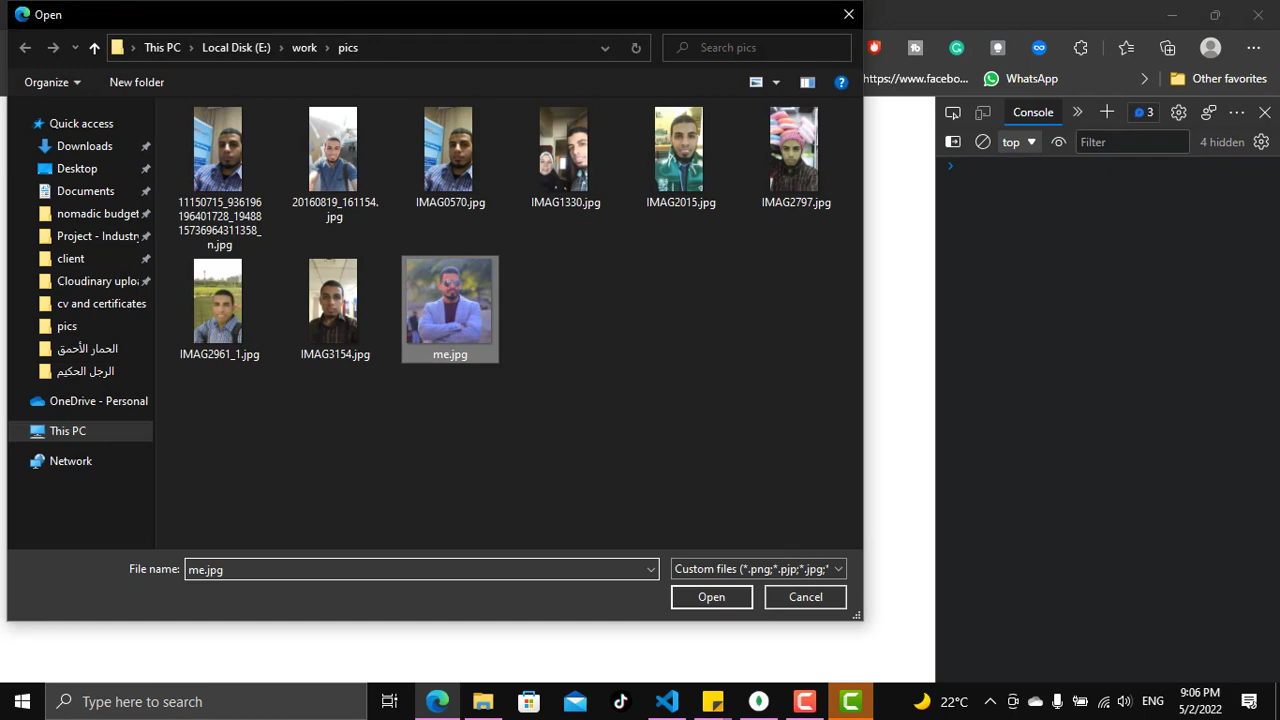 Open
This PC
Local Disk (E:)
work
pics
Search pics
Organize
New folder
Quick access
Downloads
Desktop
Documents
nomadic budget
Project - Industry
client
Cloudinary uplo
cv and certificates
pics
الحمار الأحمق
الرجل الحكيم
OneDrive - Personal
This PC
Network
11150715_936196
196401728_19488
15736964311358_
n.jpg
20160819_161154.
jpg
IMAG0570.jpg
IMAG1330.jpg
IMAG2015.jpg
IMAG2797.jpg
IMAG2961_1.jpg
IMAG3154.jpg
me.jpg
File name:
me.jpg
Custom files (*.png;*.pjp;*.jpg;*
Open
Cancel
https://www.facebo...
WhatsApp
Other favorites
Console
3
top
Filter
4 hidden
Type here to search
22°C
ENG
9:06 PM
5/2/2022